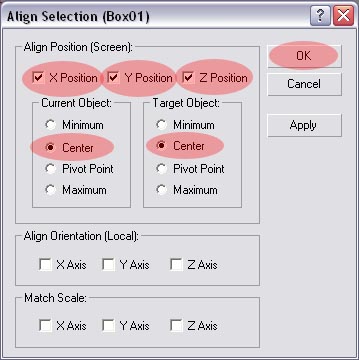 Align Selection (Box01)
Align Position (Screen):
X Position Y Position Z Position
Current Object: Target Object:
Minimum Minimum
Center Center
Pivot Point Pivot Point
Maximum Maximum
OK
Cancel
Apply
Align Orientation (Local):
X Axis Y Axis Z Axis
Match Scale:
X Axis Y Axis Z Axis